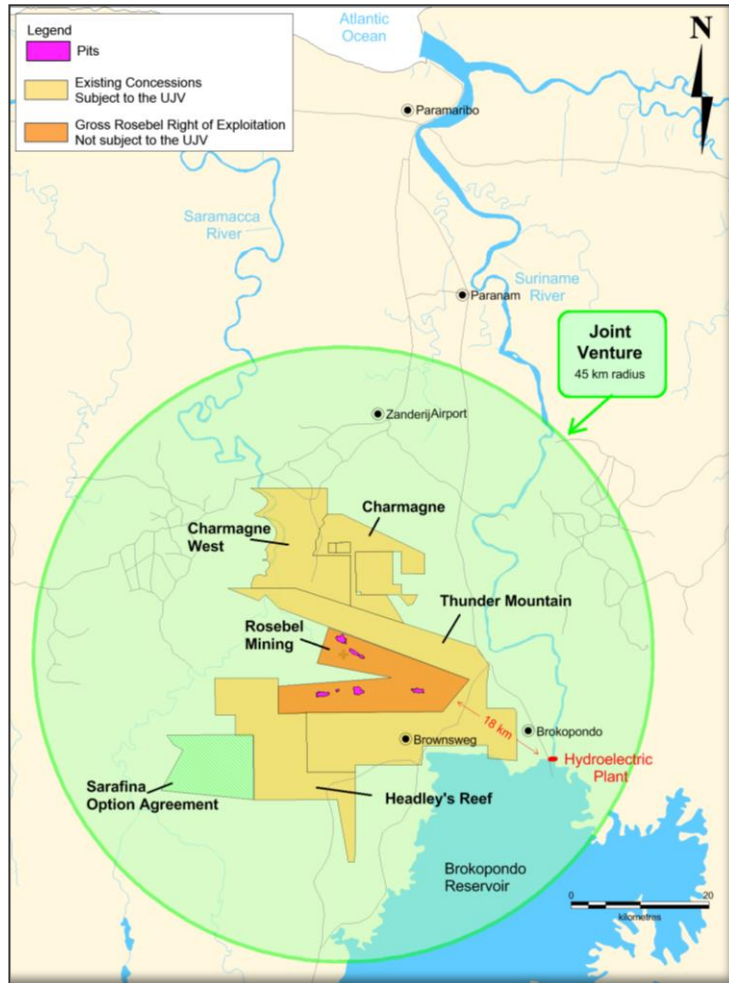 Legend
Pits
Existing Concessions
Subject to the UJV
Gross Rosebel Right of Exploitation
Not subject to the UJV
Atlantic
Ocean
N
Paramaribo
Saramacca
River
Suriname
River
Paranam
Joint
Venture
45 km radius
ZanderijAirport
Charmagne
Charmagne
West
Thunder Mountain
Rosebel
Mining
18 km
Brokopondo
Brownsweg
Hydroelectric
Plant
Sarafina
Option Agreement
Headley's Reef
Brokopondo
Reservoir
0
20
kilometres